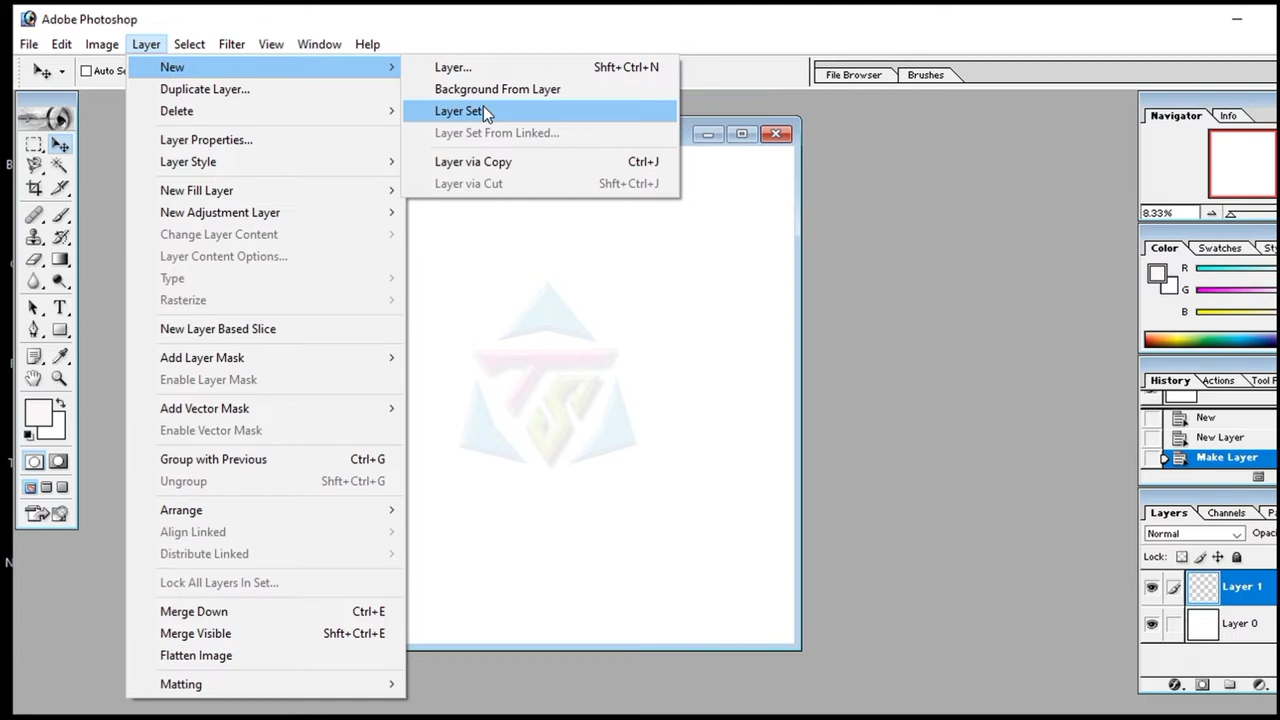 Adobe Photoshop
File Edit Image Layer Select Filter View Window Help
Auto Se
File Browser Brushes
New
Duplicate Layer...
Delete
Layer Properties...
Layer Style
New Fill Layer
New Adjustment Layer
Change Layer Content
Layer Content Options...
Type
Rasterize
New Layer Based Slice
Add Layer Mask
Enable Layer Mask
Add Vector Mask
Enable Vector Mask
Group with Previous Ctrl+G
Ungroup Shft+Ctrl+G
Arrange
Align Linked
Distribute Linked
Lock All Layers In Set...
Merge Down Ctrl+E
Merge Visible Shft+Ctrl+E
Flatten Image
Matting
Layer... Shft+Ctrl+N
Background From Layer
Layer Set
Layer Set From Linked...
Layer via Copy Ctrl+J
Layer via Cut Shft+Ctrl+J
TS
Navigator Info
8.33%
Color Swatches Sty
R
G
B
History Actions Tool P
New
New Layer
Make Layer
Layers Channels Pa
Normal Opaci
Lock:
Layer 1
Layer 0